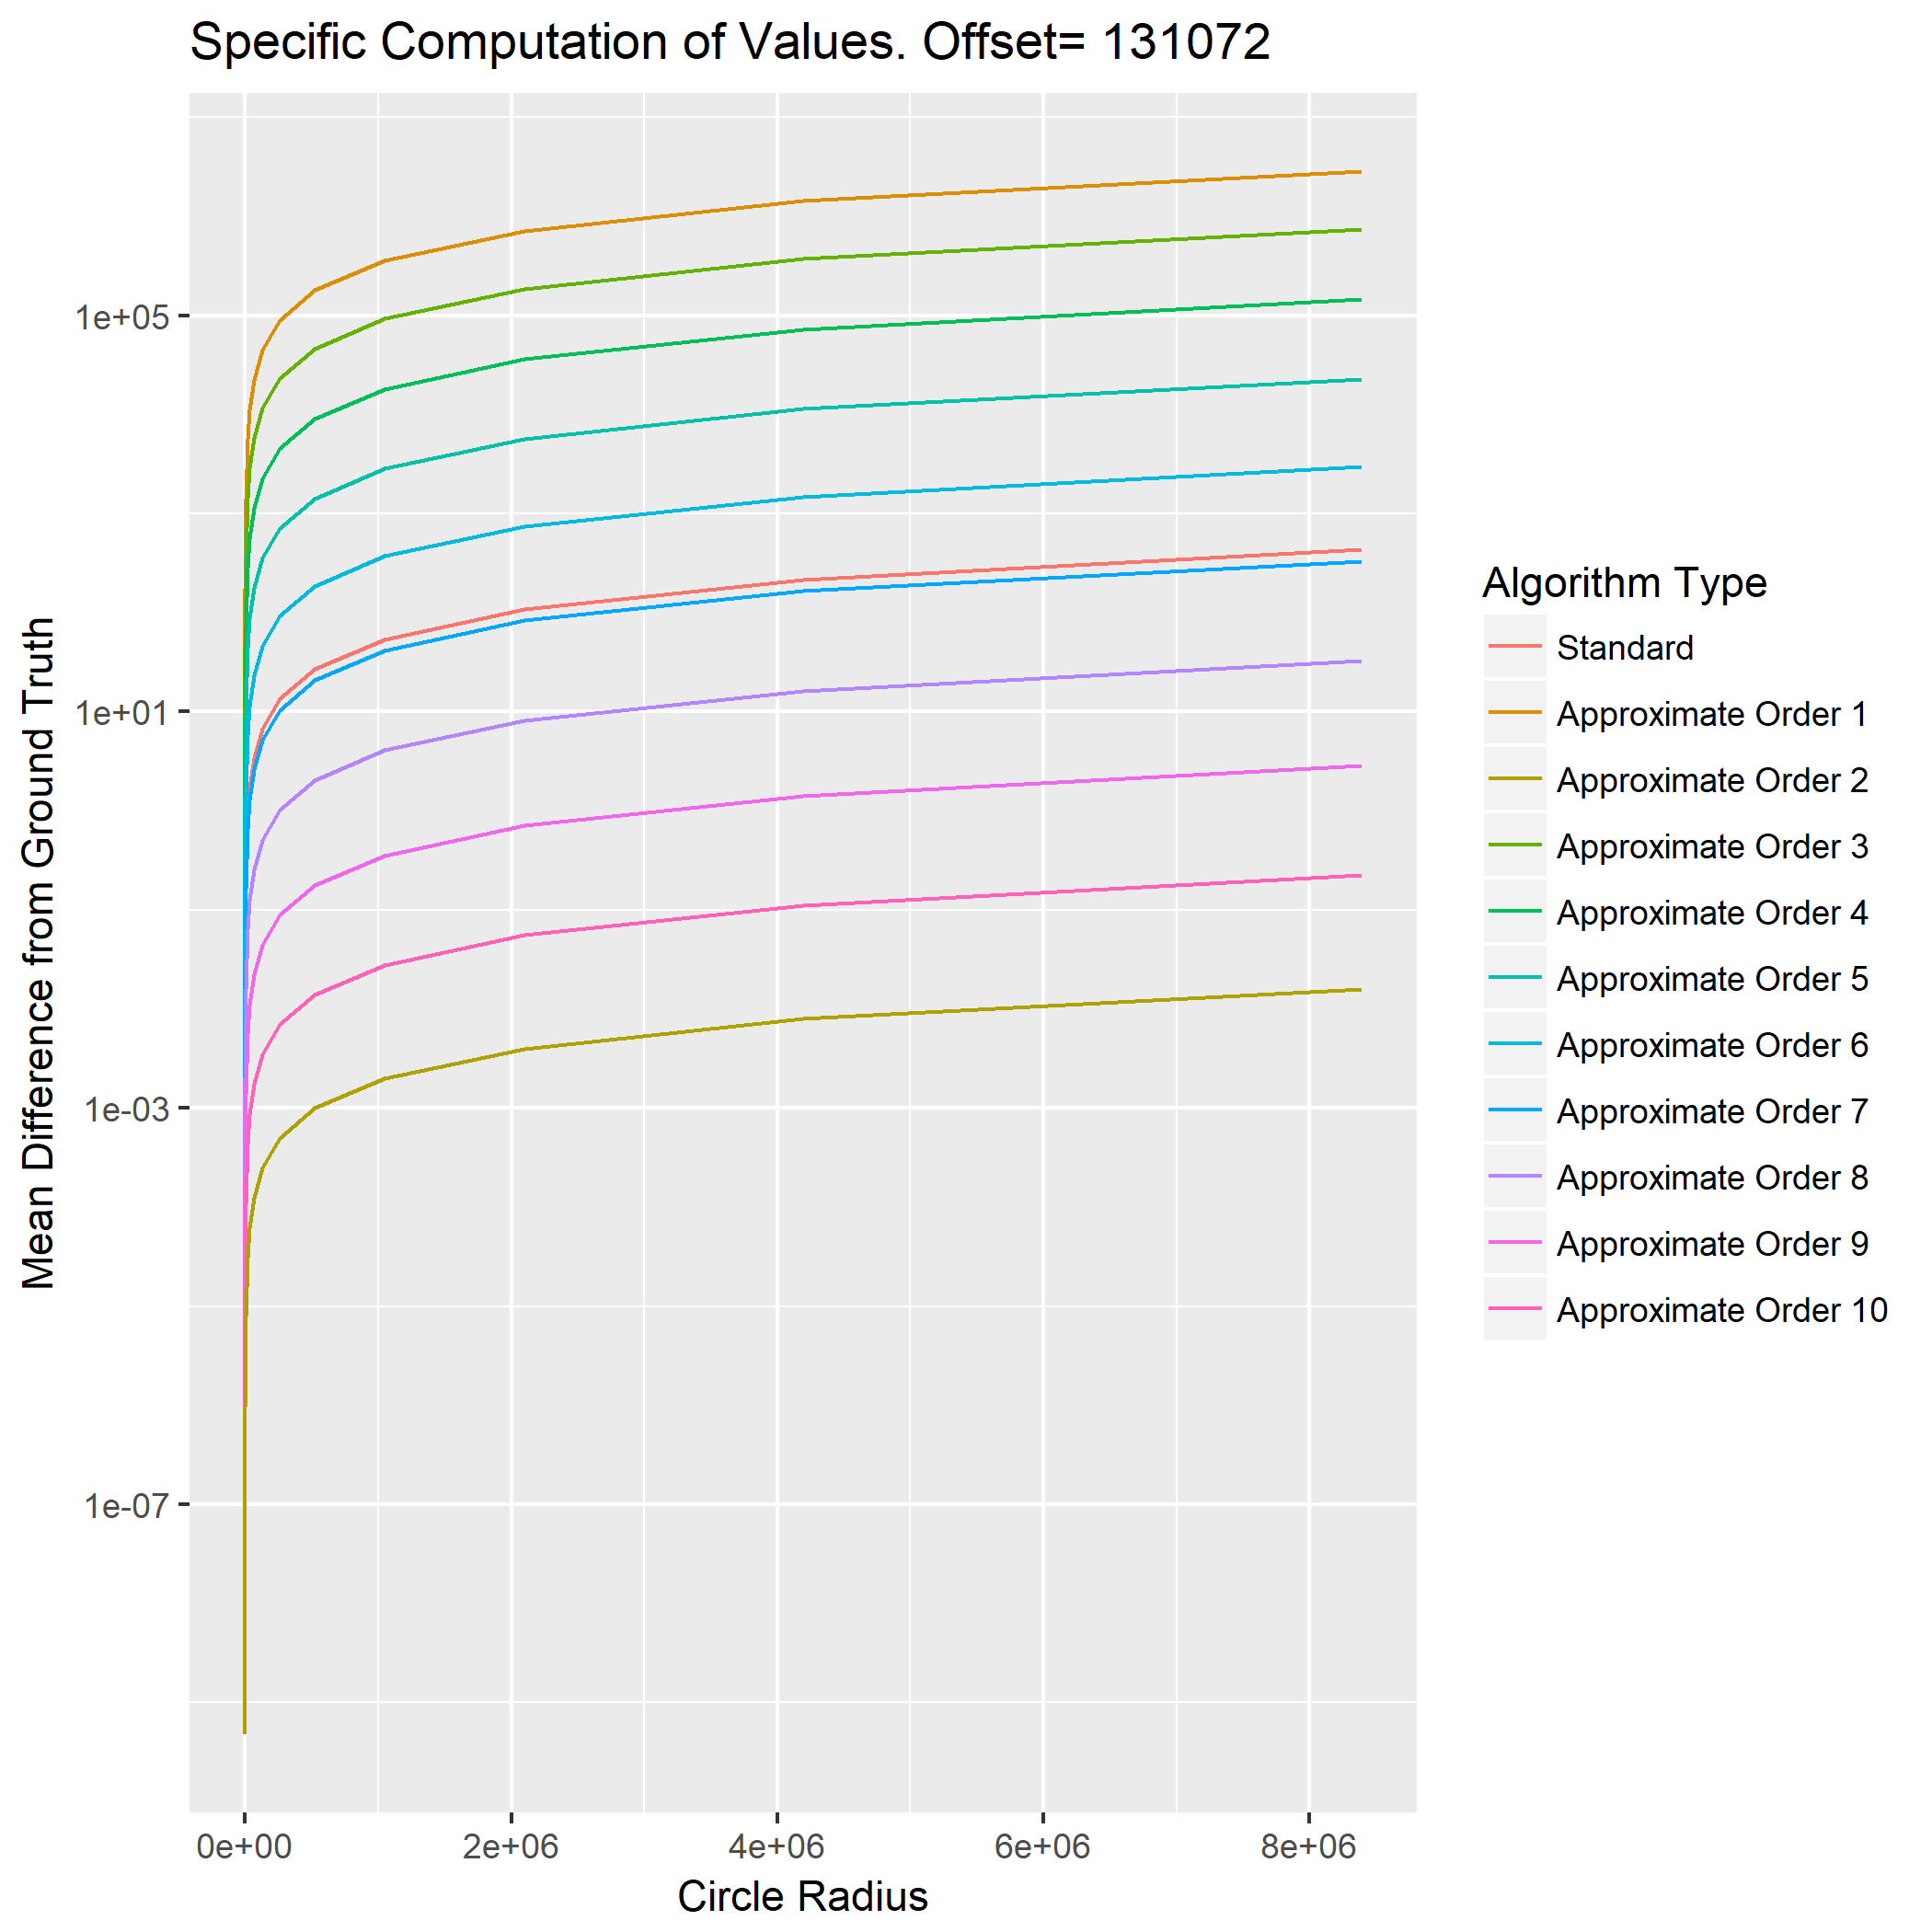 Specific Computation of Values. Offset= 131072
Mean Difference from Ground Truth
1e+05
1e+01
1e-03
1e-07
0e+00
2e+06
4e+06
6e+06
8e+06
Circle Radius
Algorithm Type
Standard
Approximate Order 1
Approximate Order 2
Approximate Order 3
Approximate Order 4
Approximate Order 5
Approximate Order 6
Approximate Order 7
Approximate Order 8
Approximate Order 9
Approximate Order 10